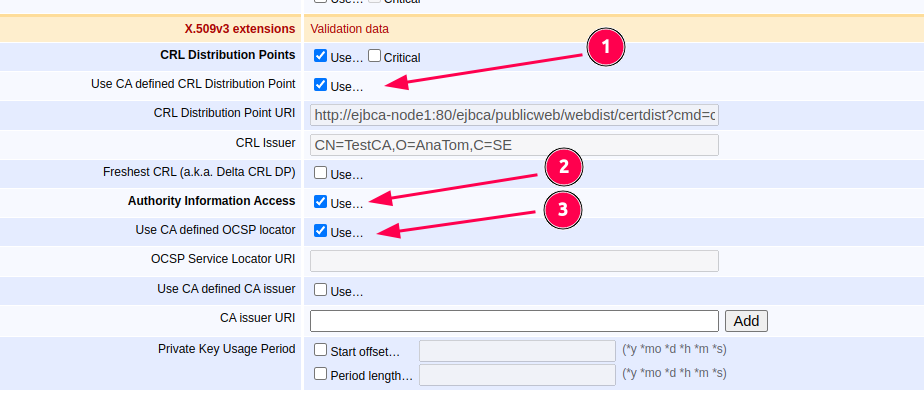 Use… Critical
X.509v3 extensions Validation data
CRL Distribution Points Use… Critical
1
Use CA defined CRL Distribution Point Use…
CRL Distribution Point URI http://ejbca-node1:80/ejbca/publicweb/webdist/certdist?cmd=c
CRL Issuer CN=TestCA,O=AnaTom,C=SE
2
Freshest CRL (a.k.a. Delta CRL DP) Use…
Authority Information Access Use…
3
Use CA defined OCSP locator Use…
OCSP Service Locator URI
Use CA defined CA issuer Use…
CA issuer URI Add
Private Key Usage Period Start offset… (*y *mo *d *h *m *s)
Period length… (*y *mo *d *h *m *s)